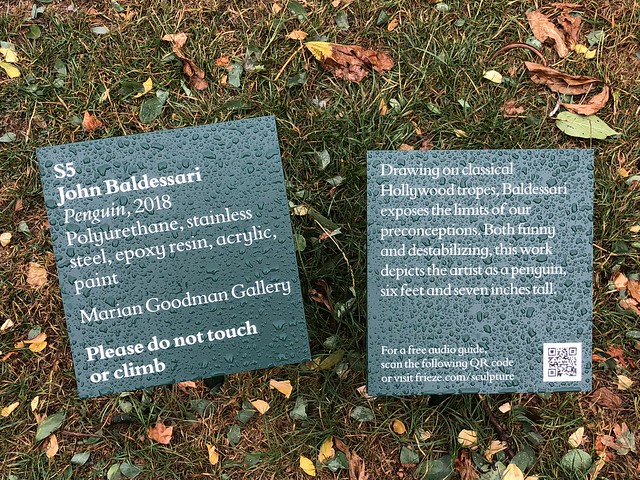 S5
John Baldessari
Penguin, 2018
Polyurethane, stainless
steel, epoxy resin, acrylic,
paint
Marian Goodman Gallery
Please do not touch
or climb
Drawing on classical
Hollywood tropes, Baldessari
exposes the limits of our
preconceptions. Both funny
and destabilizing, this work
depicts the artist as a penguin,
six feet and seven inches tall.
For a free audio guide,
scan the following QR code
or visit frieze.com/sculpture